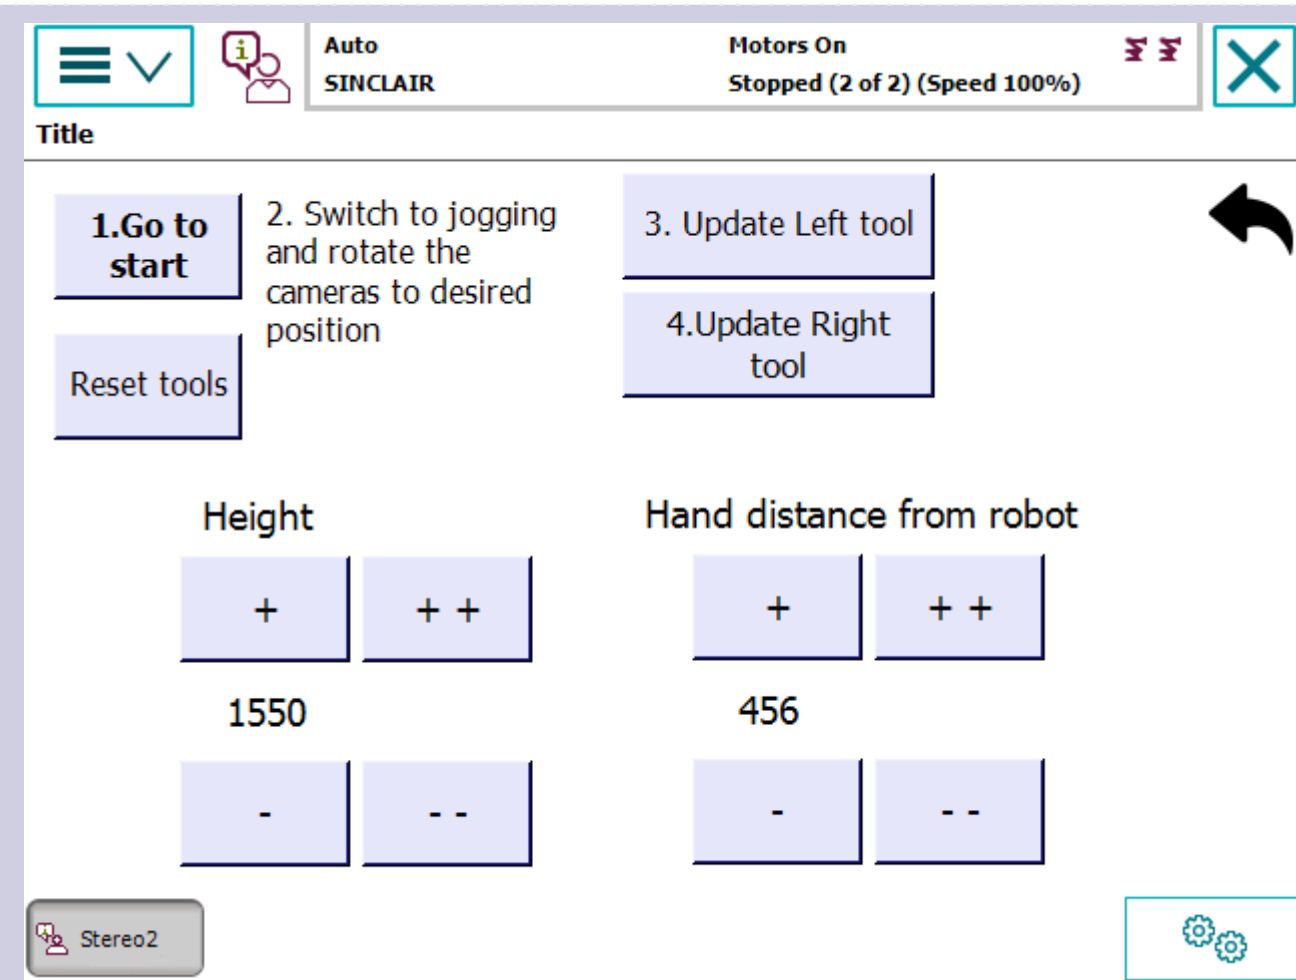 Auto
Motors On
SINCLAIR
Stopped (2 of 2) (Speed 100%)
Title
1.Go to
start
2. Switch to jogging
and rotate the
cameras to desired
position
3. Update Left tool
4.Update Right
tool
Reset tools
Height
Hand distance from robot
+
+ +
+
+ +
1550
456
-
- -
-
- -
Stereo2